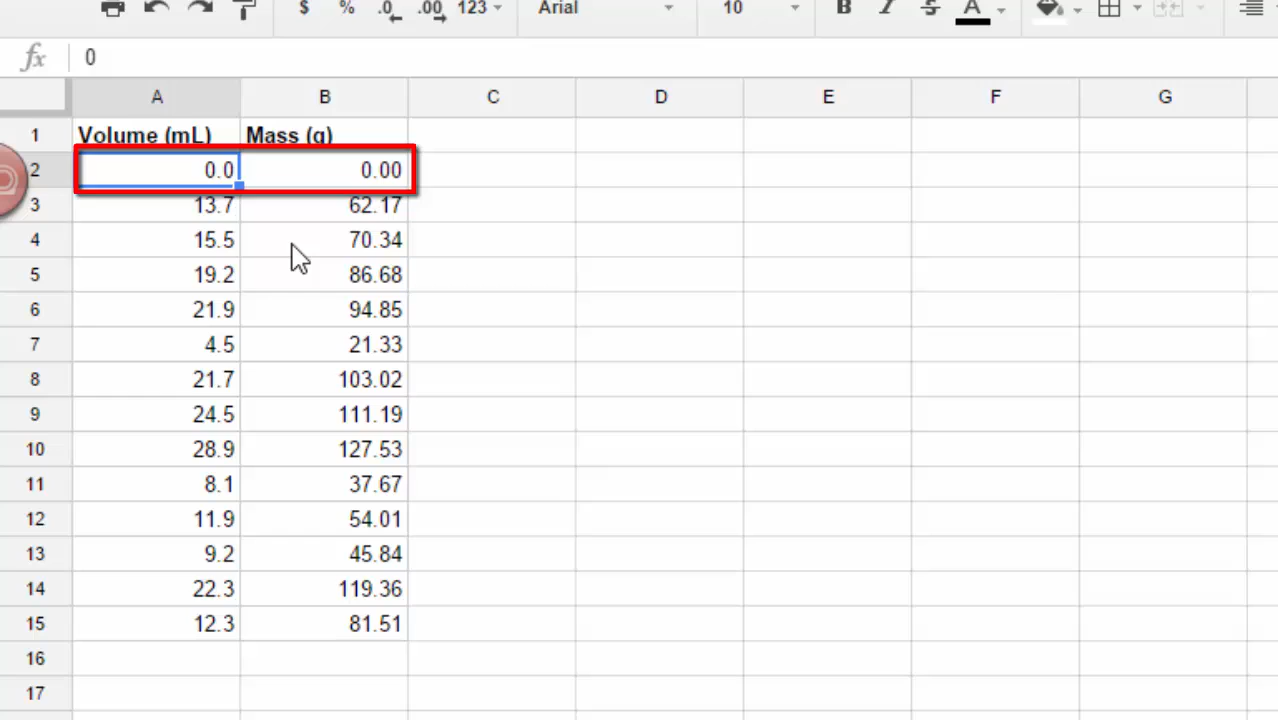 $ % .0 .00 123 Arial 10 B I S A
fx 0
A B C D E F G
1 Volume (mL) Mass (g)
2 0.0 0.00
3 13.7 62.17
4 15.5 70.34
5 19.2 86.68
6 21.9 94.85
7 4.5 21.33
8 21.7 103.02
9 24.5 111.19
10 28.9 127.53
11 8.1 37.67
12 11.9 54.01
13 9.2 45.84
14 22.3 119.36
15 12.3 81.51
16
17